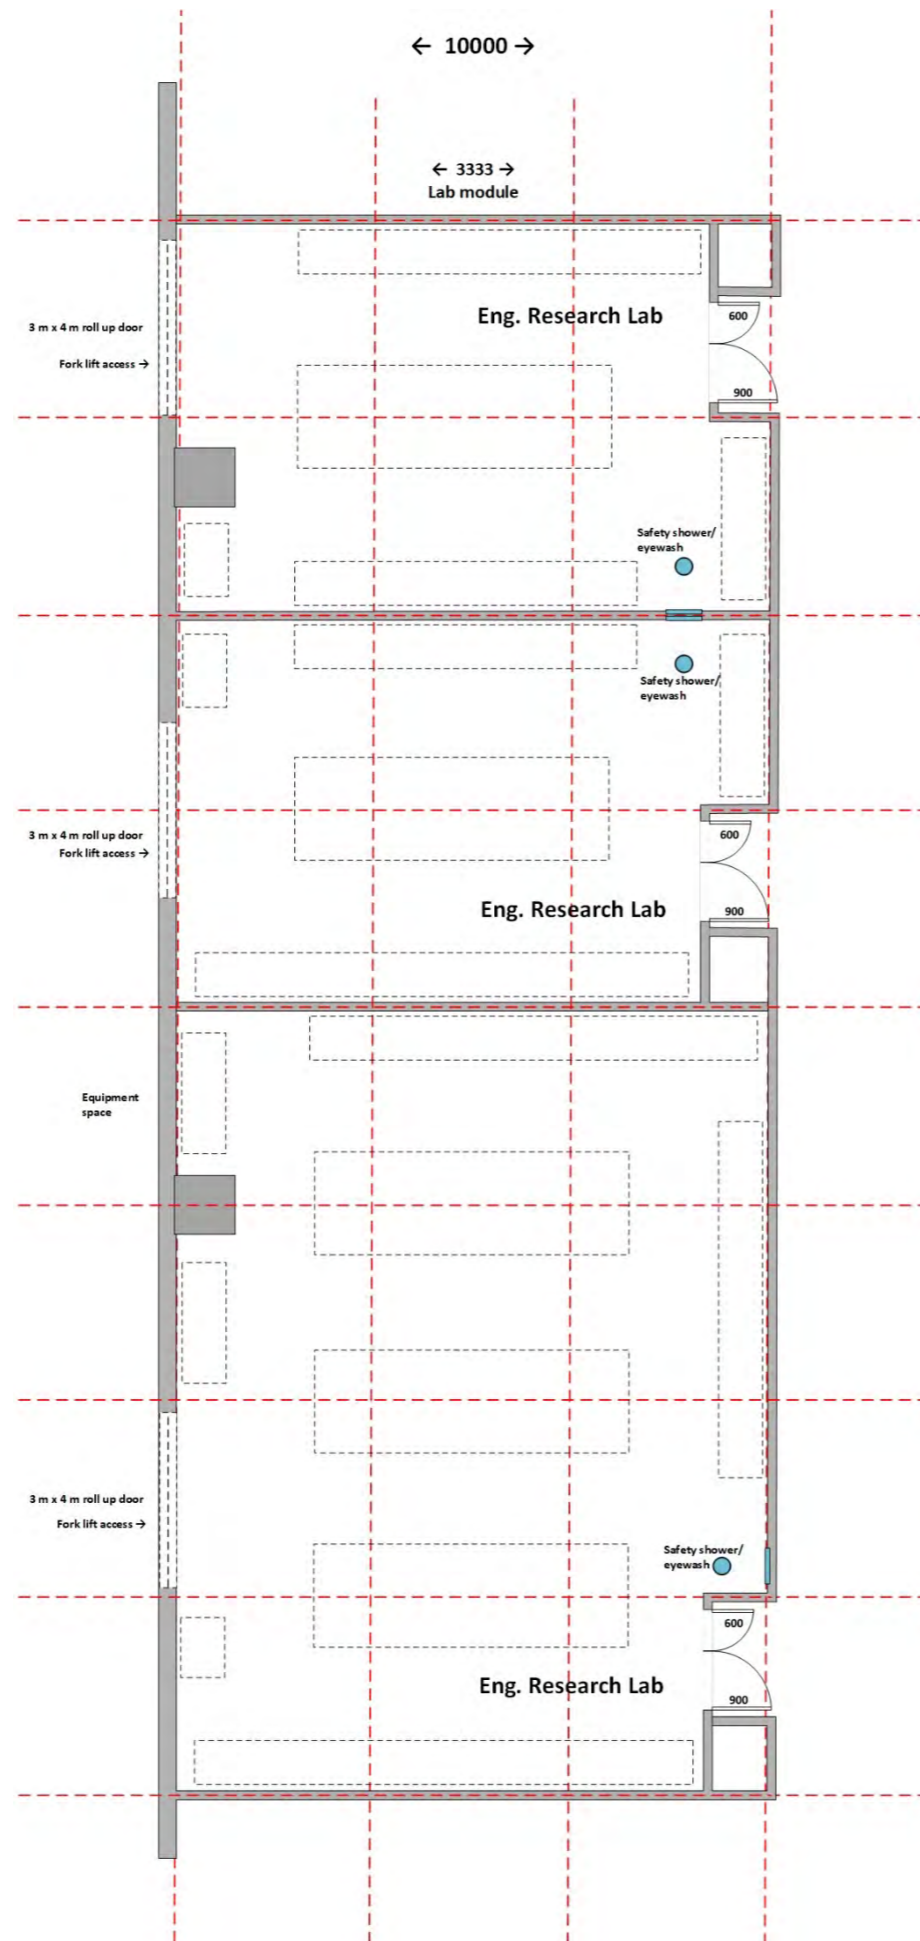 ← 10000 →
← 3333 →
Lab module
Eng. Research Lab
600
3 m x 4 m roll up door
Fork lift access →
900
Safety shower/
eyewash
Safety shower/
eyewash
3 m x 4 m roll up door
600
Fork lift access →
Eng. Research Lab
900
Equipment
space
3 m x 4 m roll up door
Fork lift access →
Safety shower/
eyewash
600
Eng. Research Lab
900